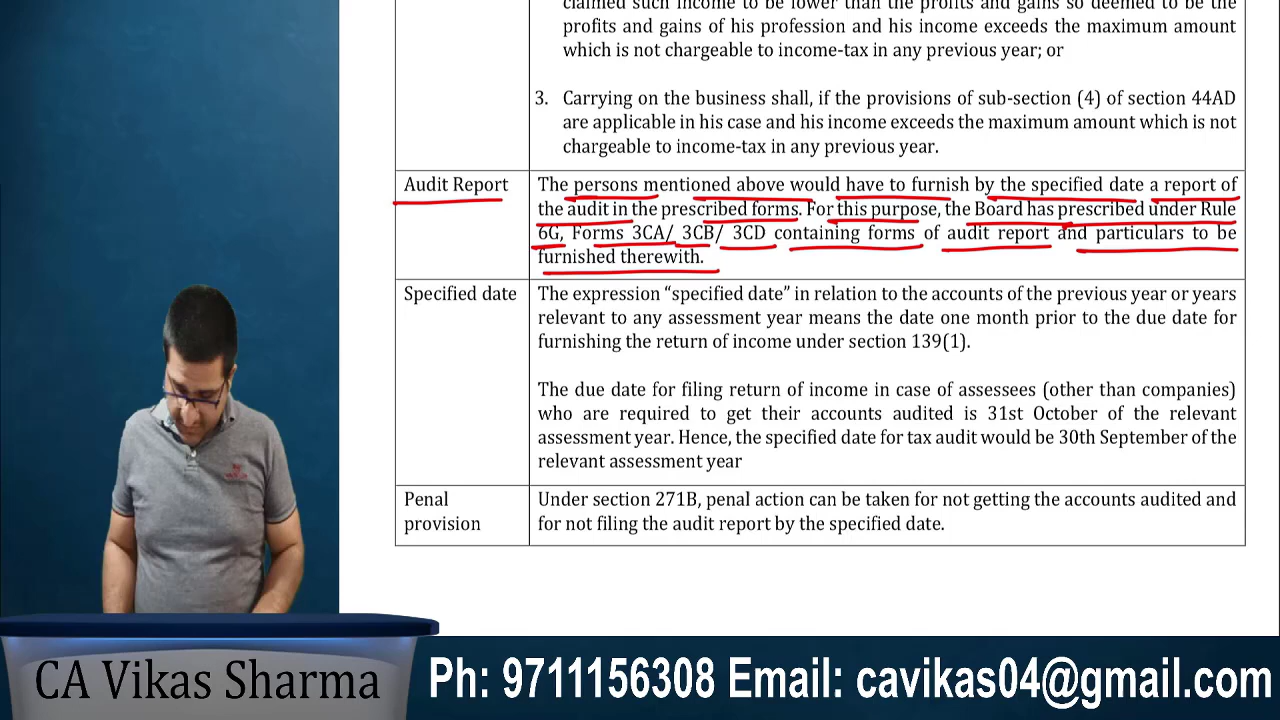 claimed such income to be lower than the profits and gains so deemed to be the
profits and gains of his profession and his income exceeds the maximum amount
which is not chargeable to income-tax in any previous year; or
3. Carrying on the business shall, if the provisions of sub-section (4) of section 44AD
are applicable in his case and his income exceeds the maximum amount which is not
chargeable to income-tax in any previous year.
Audit Report
The persons mentioned above would have to furnish by the specified date a report of
the audit in the prescribed forms. For this purpose, the Board has prescribed under Rule
6G, Forms 3CA/ 3CB/ 3CD containing forms of audit report and particulars to be
furnished therewith.
Specified date
The expression “specified date” in relation to the accounts of the previous year or years
relevant to any assessment year means the date one month prior to the due date for
furnishing the return of income under section 139(1).
The due date for filing return of income in case of assessees (other than companies)
who are required to get their accounts audited is 31st October of the relevant
assessment year. Hence, the specified date for tax audit would be 30th September of the
relevant assessment year
Penal
provision
Under section 271B, penal action can be taken for not getting the accounts audited and
for not filing the audit report by the specified date.
CA Vikas Sharma
Ph: 9711156308 Email: cavikas04@gmail.com